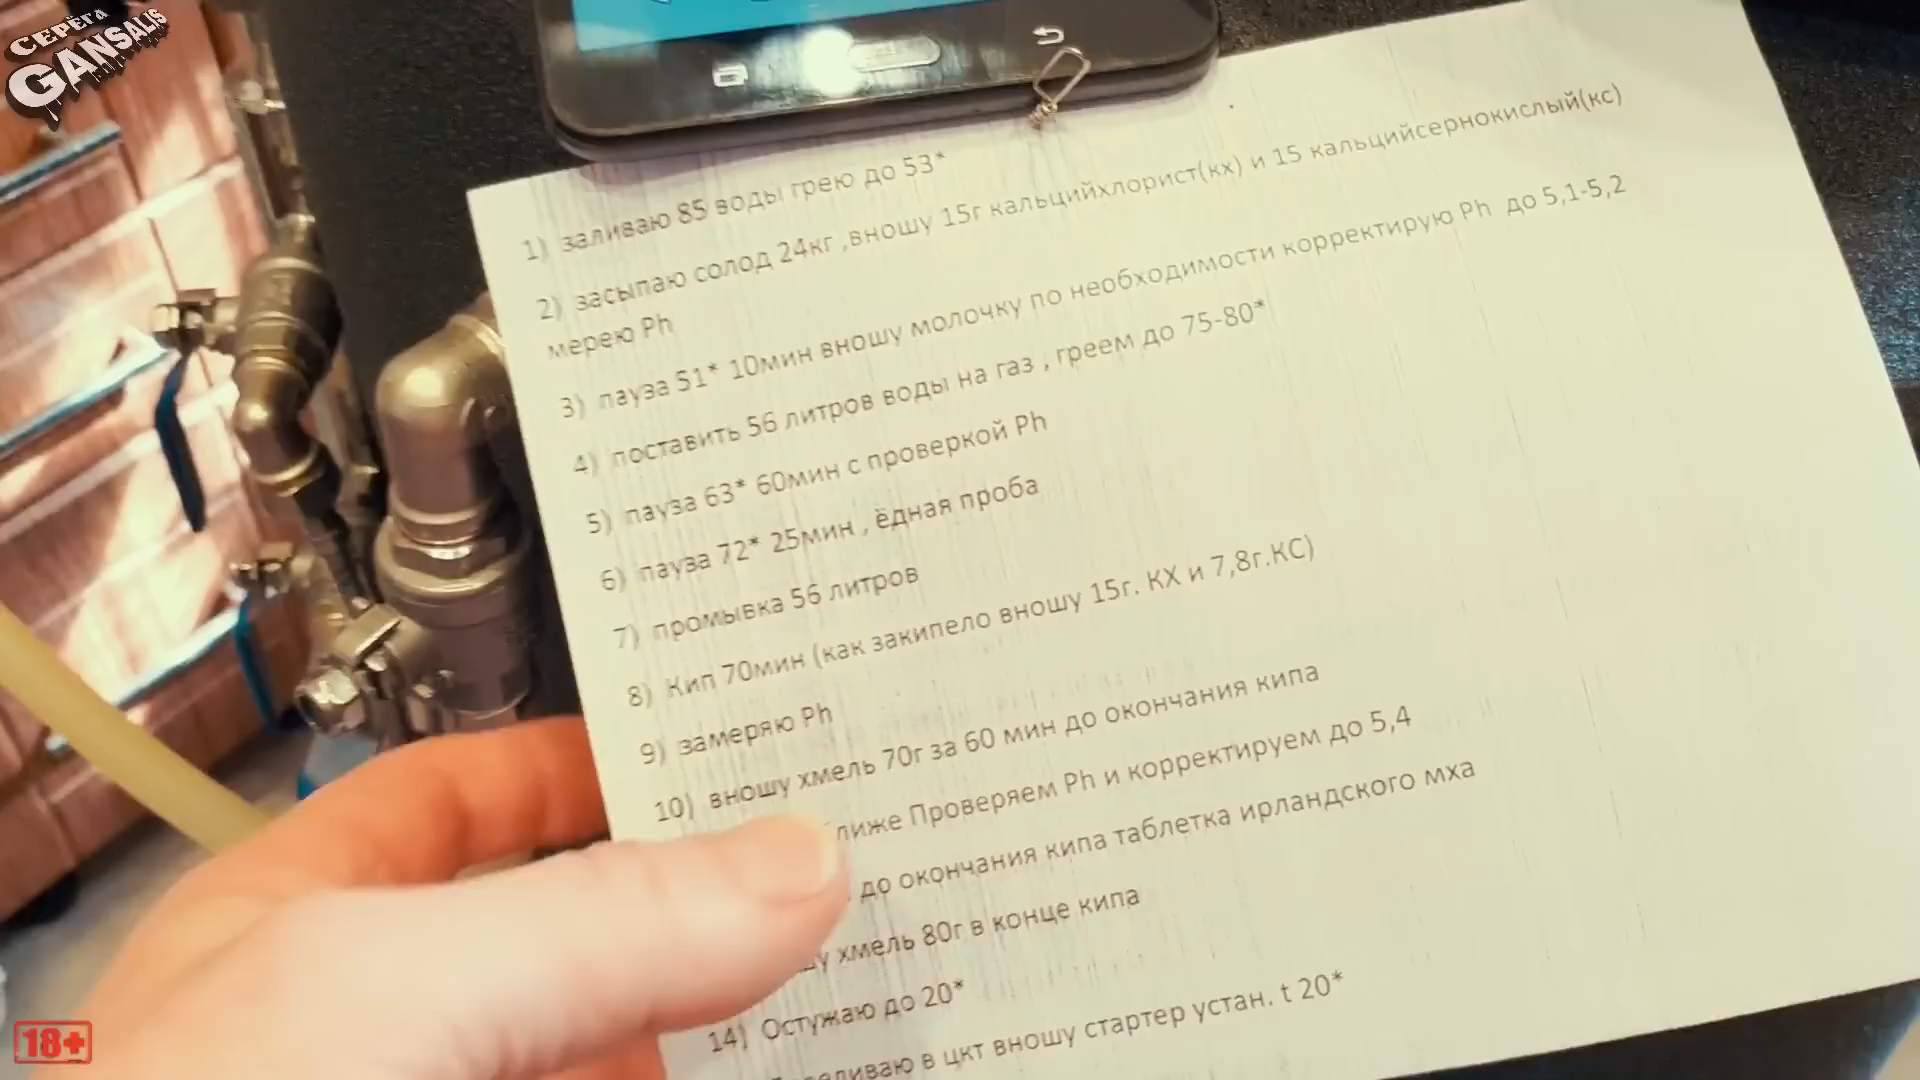 СЕРЁГА
GANSALIS
1) заливаю 85 воды грею до 53*
2) засыпаю солод 24кг ,вношу 15г кальцийхлорист(кх) и 15 кальцийсернокислый(кс)
мерею Ph
3) пауза 51* 10мин вношу молочку по необходимости корректирую Ph до 5,1-5,2
4) поставить 56 литров воды на газ , греем до 75-80*
5) пауза 63* 60мин с проверкой Ph
6) пауза 72* 25мин , ёдная проба
7) промывка 56 литров
8) Кип 70мин (как закипело вношу 15г. КХ и 7,8г.КС)
9) замеряю Ph
10) вношу хмель 70г за 60 мин до окончания кипа
Проверяем Ph и корректируем до 5,4
до окончания кипа таблетка ирландского мха
хмель 80г в конце кипа
14) Остужаю до 20*
в цкт вношу стартер устан. t 20*
18+